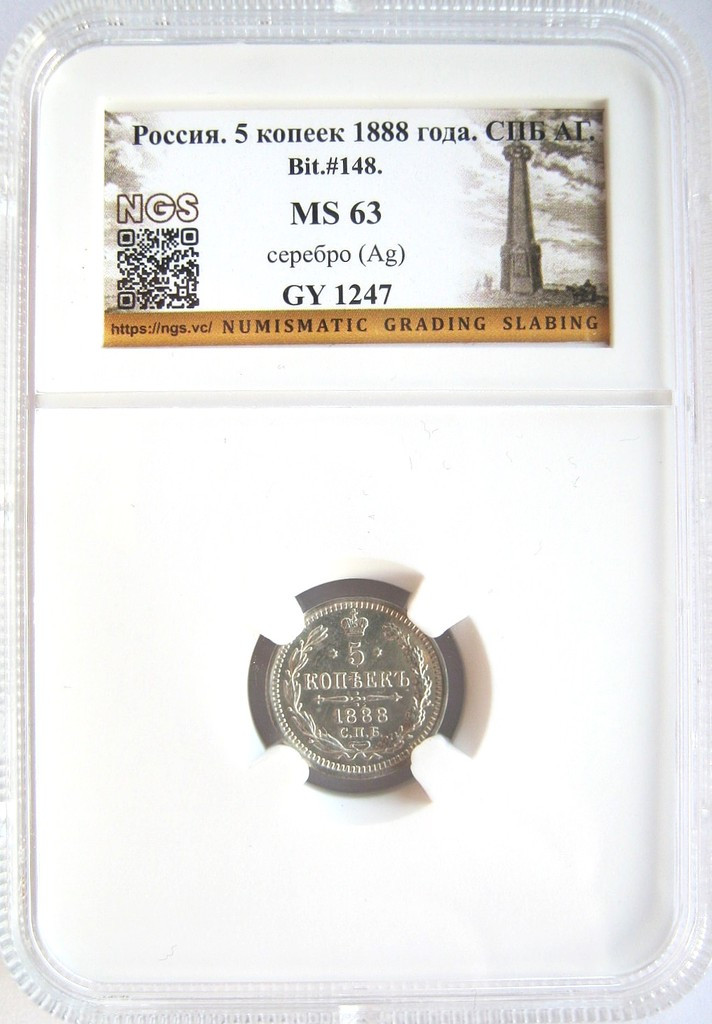 Россия. 5 копеек 1888 года. СПБ АГ.
Bit.#148.
NGS
MS 63
серебро (Ag)
GY 1247
https://ngs.vc/ NUMISMATIC GRADING SLABING
5
КОПѢЕКЪ
1888
С.П.Б.